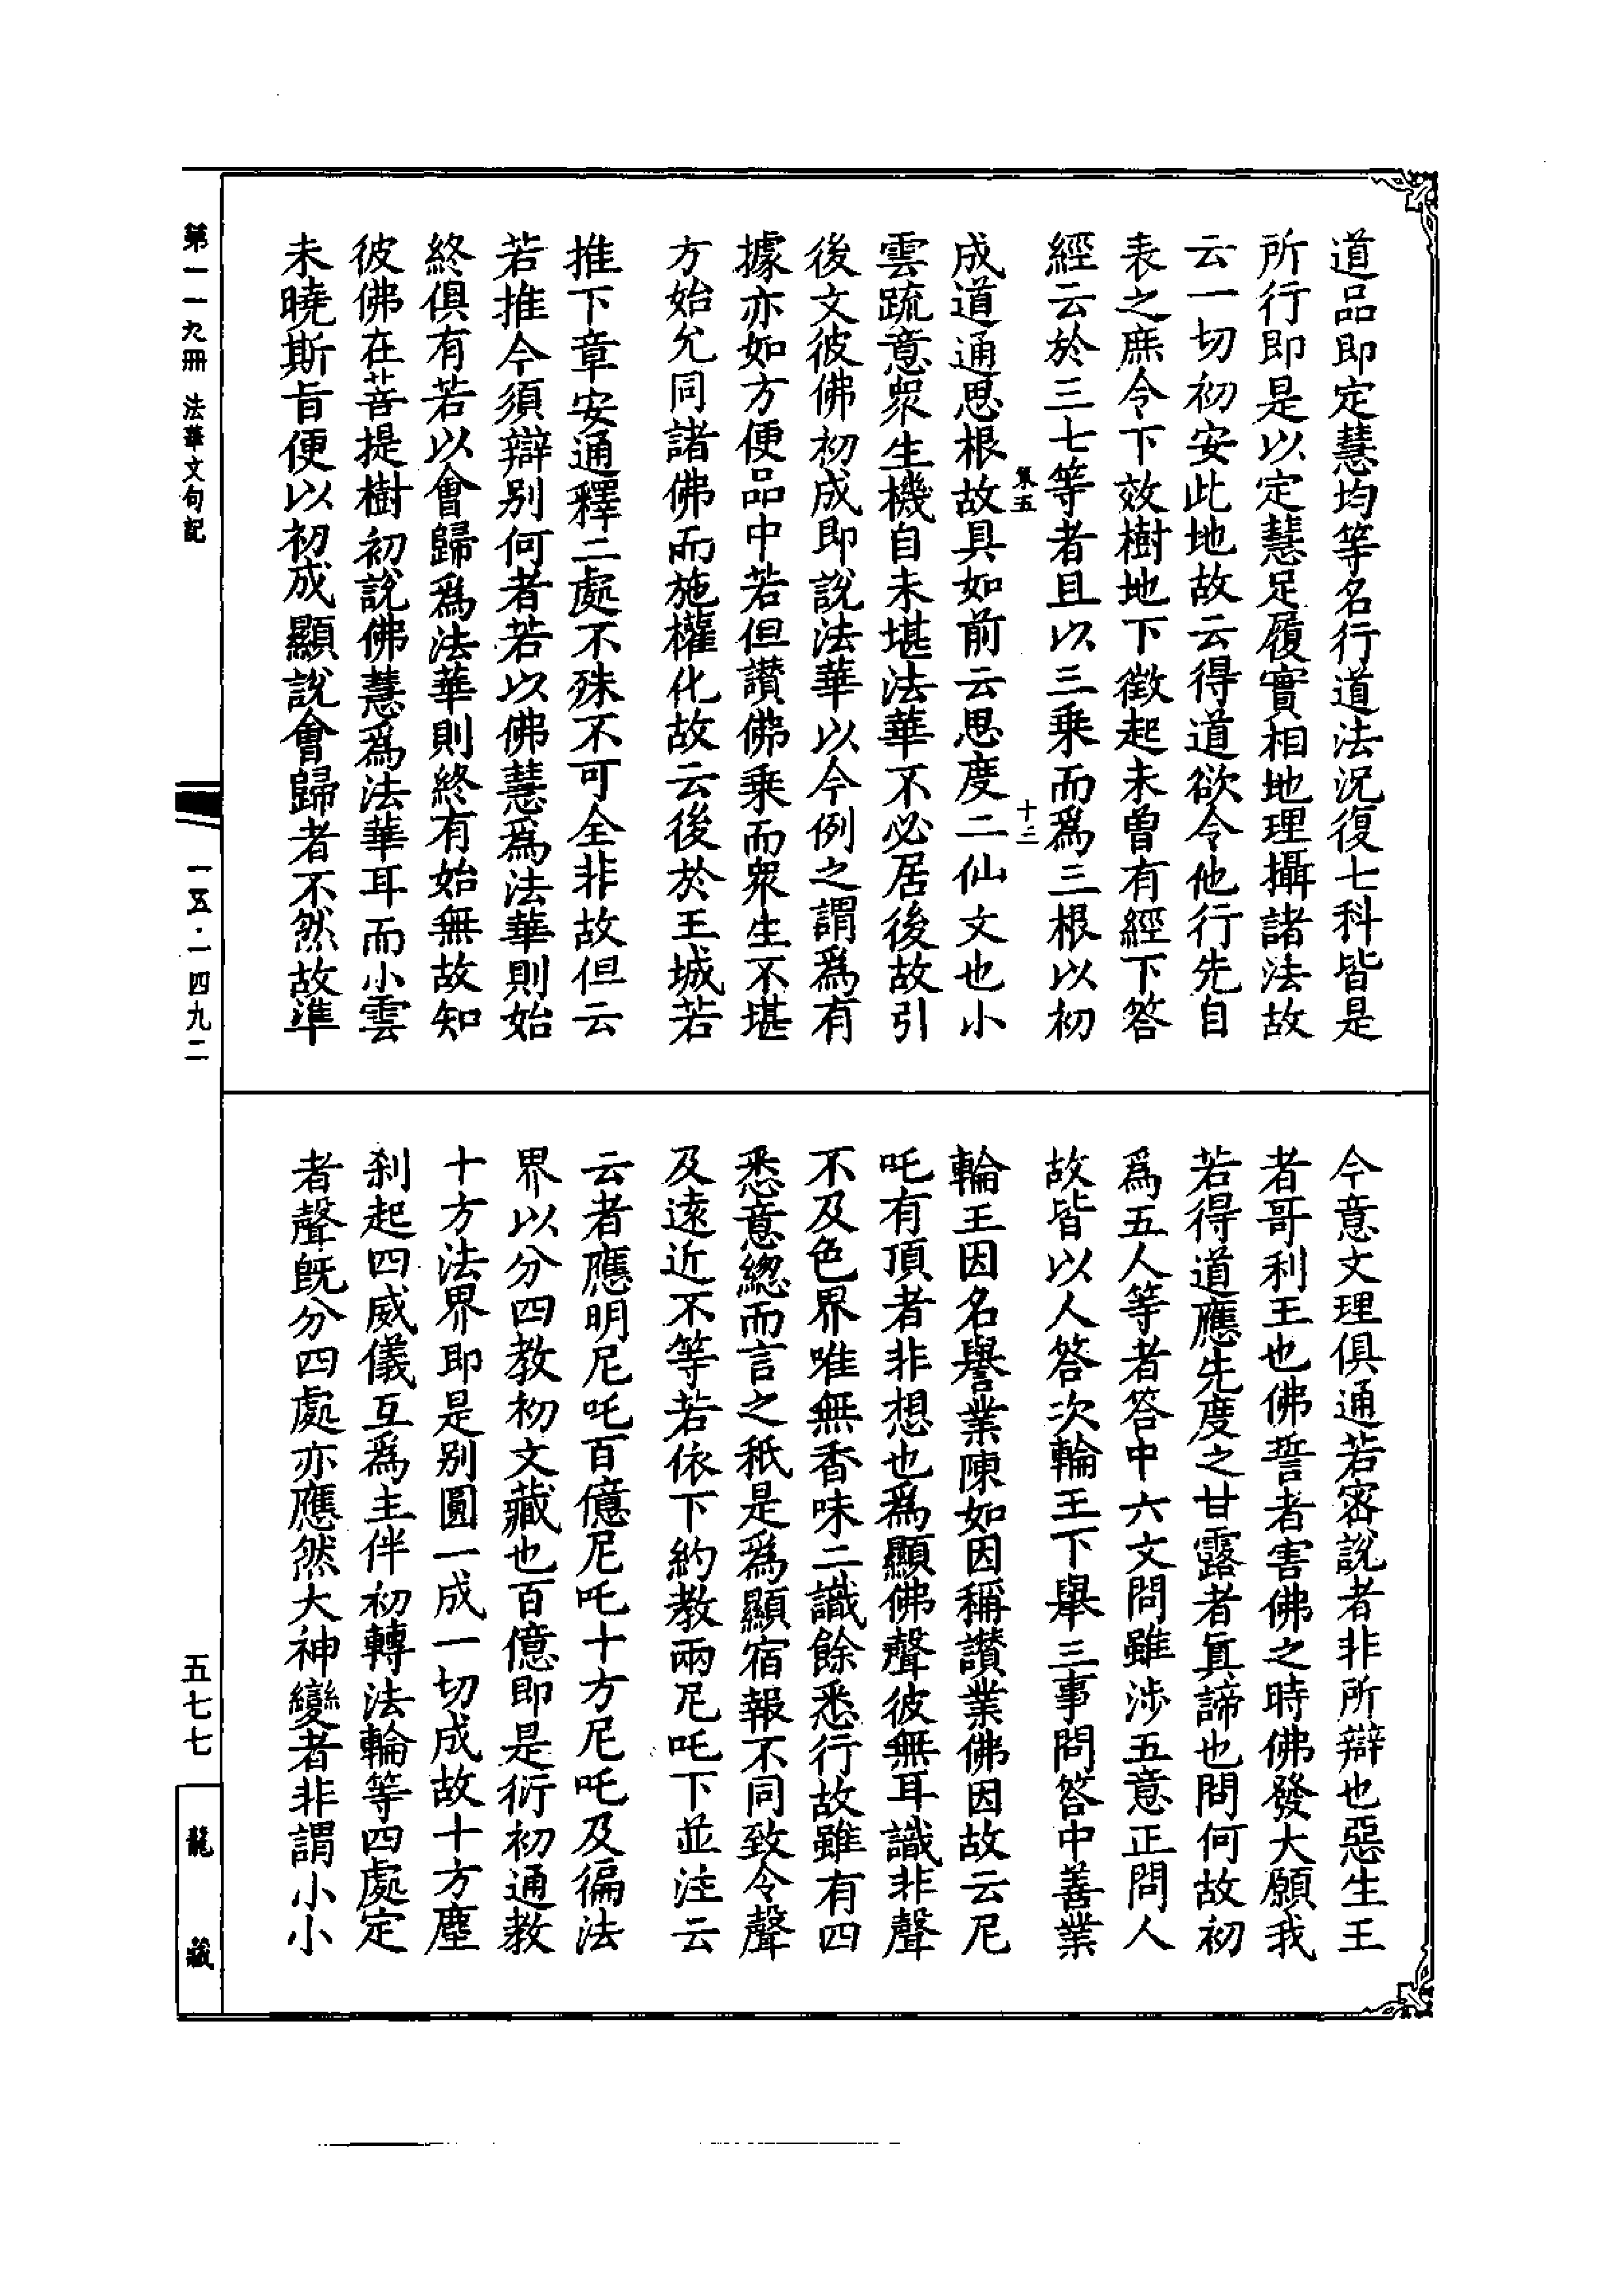 道品即定慧均等名行道法況復七科皆是
所行即是以定慧足履實相地理攝諸法故
云一切初安此地故云得道欲令他行先自
表之庶令下效樹地下徵起未曾有經下答
經云於三七等者且以三乘而爲三根以初
十二
成道通思根故具如前云思度二仙文也小
雲疏意衆生機自未堪法華不必居後故引
後文彼佛初成即說法華以今例之謂爲有
據亦如方便品中若但讚佛乘而衆生不堪
方始允同諸佛而施權化故云後於王城若
推下章安通釋二處不殊不可全非故但云
若推今須辯別何者若以佛慧爲法華則始
終俱有若以會歸爲法華則終有始無故知
彼佛在菩提樹初說佛慧爲法華耳而小雲
未曉斯旨便以初成顯說會歸者不然故準
今意文理俱通若密說者非所辯也惡生王
者哥利王也佛誓者害佛之時佛發大願我
若得道應先度之甘露者眞諦也問何故初
爲五人等者答中六文問雖涉五意正問人
故皆以人答次輪王下舉三事問答中善業
輪王因名譽業陳如因稱讚業佛因故云尼
吒有頂者非想也爲顯佛聲彼無耳識非聲
不及色界唯無香味二識餘悉行故雖有四
悉意緫而言之秖是爲顯宿報不同致令聲
及遠近不等若依下約教兩尼吒下並注云
云者應明尼吒百億尼吒十方尼吒及徧法
界以分四教初文藏也百億即是衍初通教
十方法界即是別圓一成一切成故十方塵
刹起四威儀互爲主伴初轉法輪等四處定
者聲旣分四處亦應然大神變者非謂小小
第一一九冊 法華文句記
一五·一四九二
五七七
龍藏